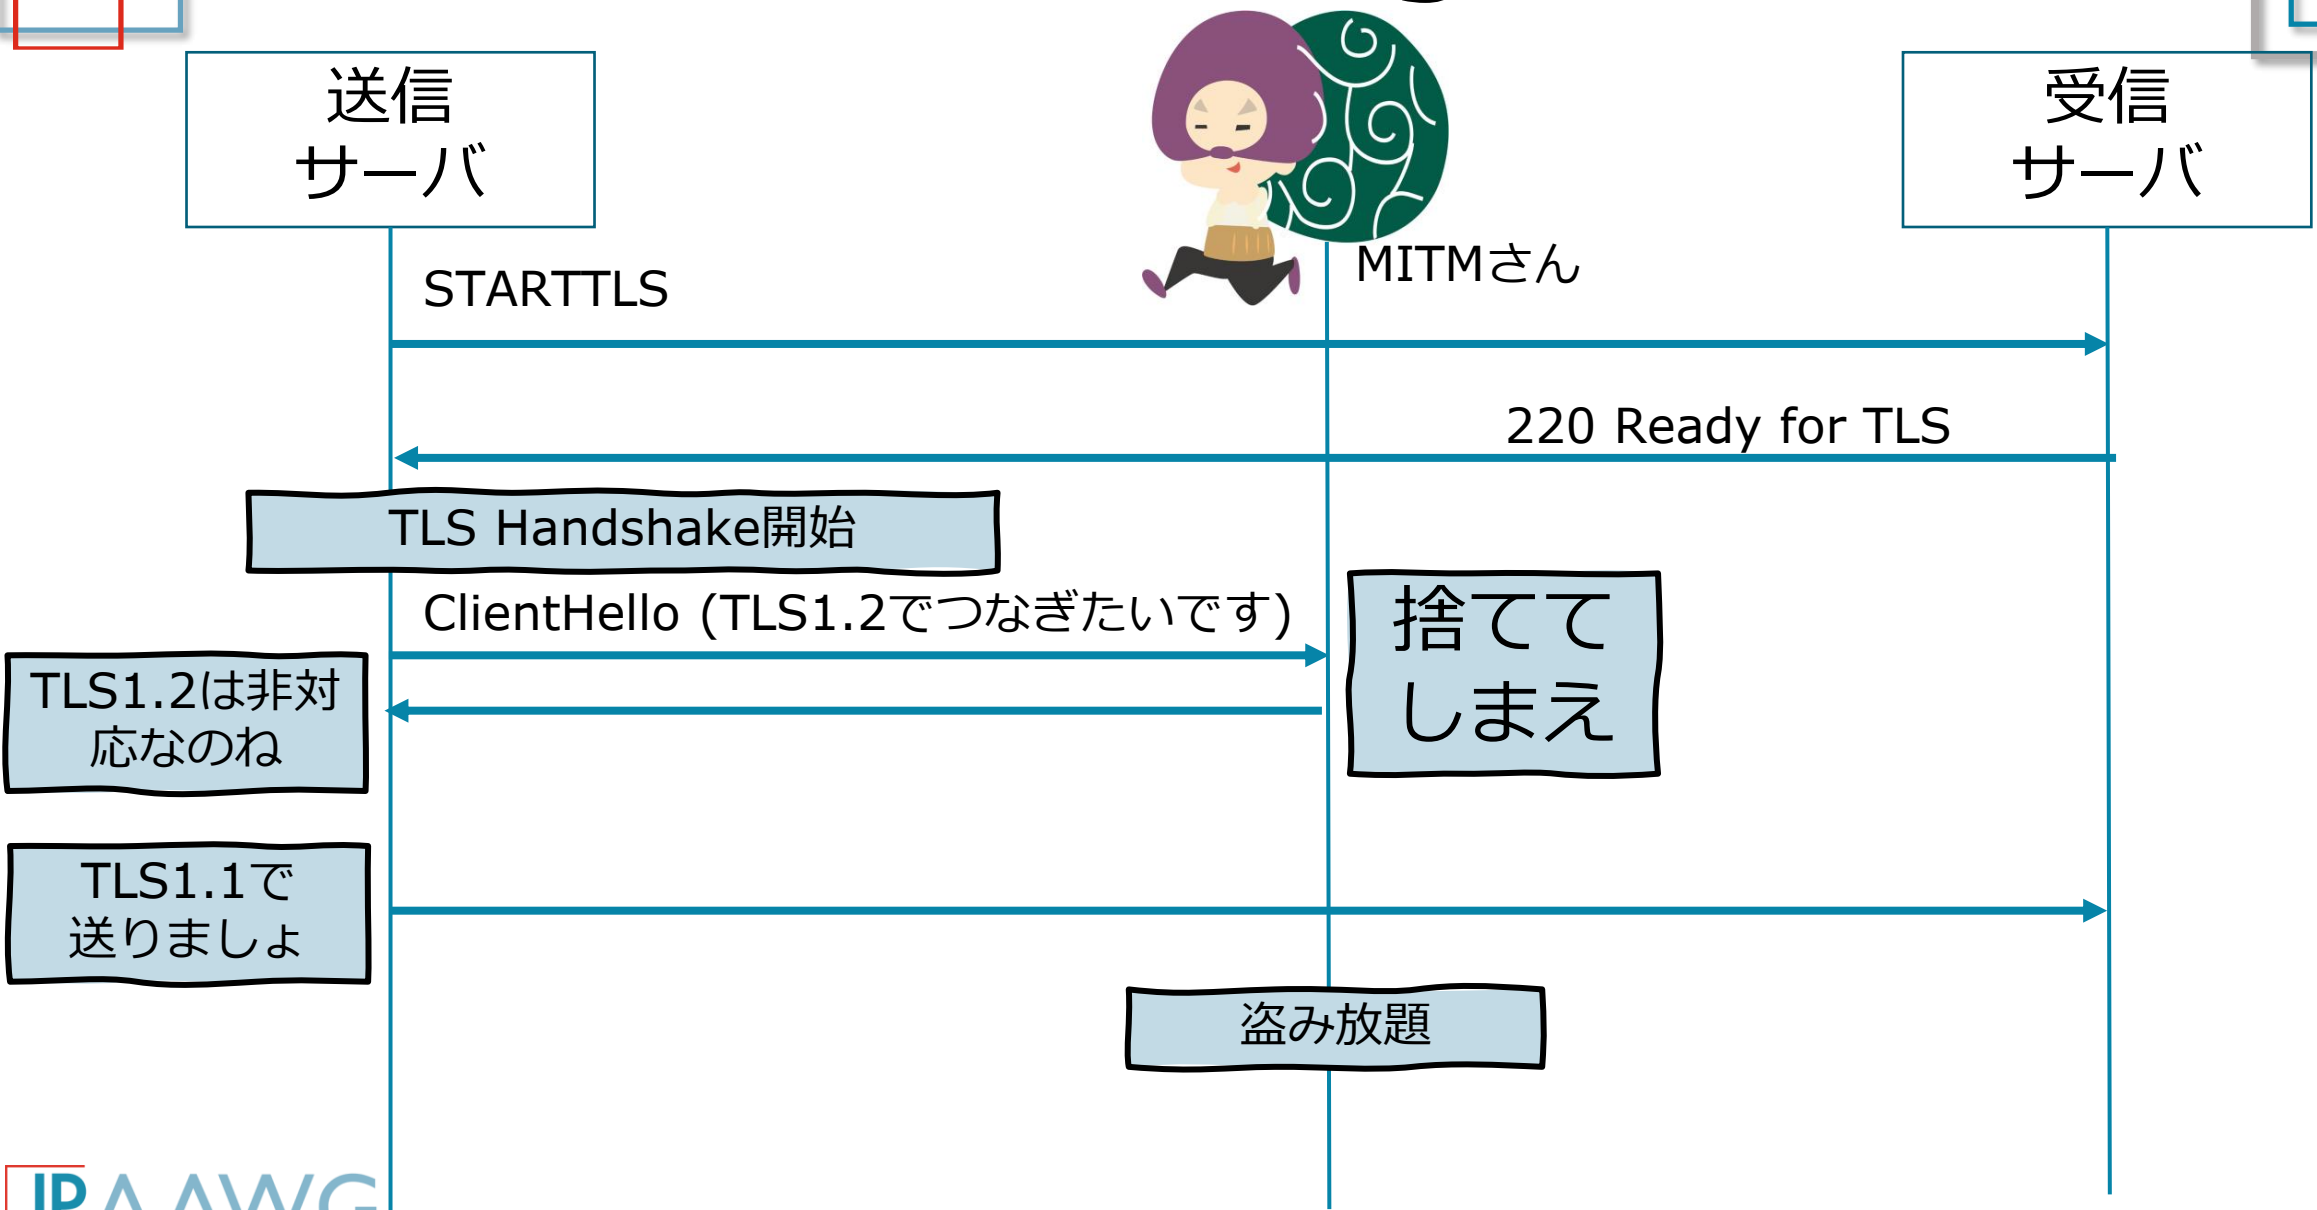 送信
サーバ
受信
サーバ
MITMさん
STARTTLS
220 Ready for TLS
TLS Handshake開始
ClientHello (TLS1.2でつなぎたいです)
捨てて
しまえ
TLS1.2は非対
応なのね
TLS1.1で
送りましょ
盗み放題
JPAAWG